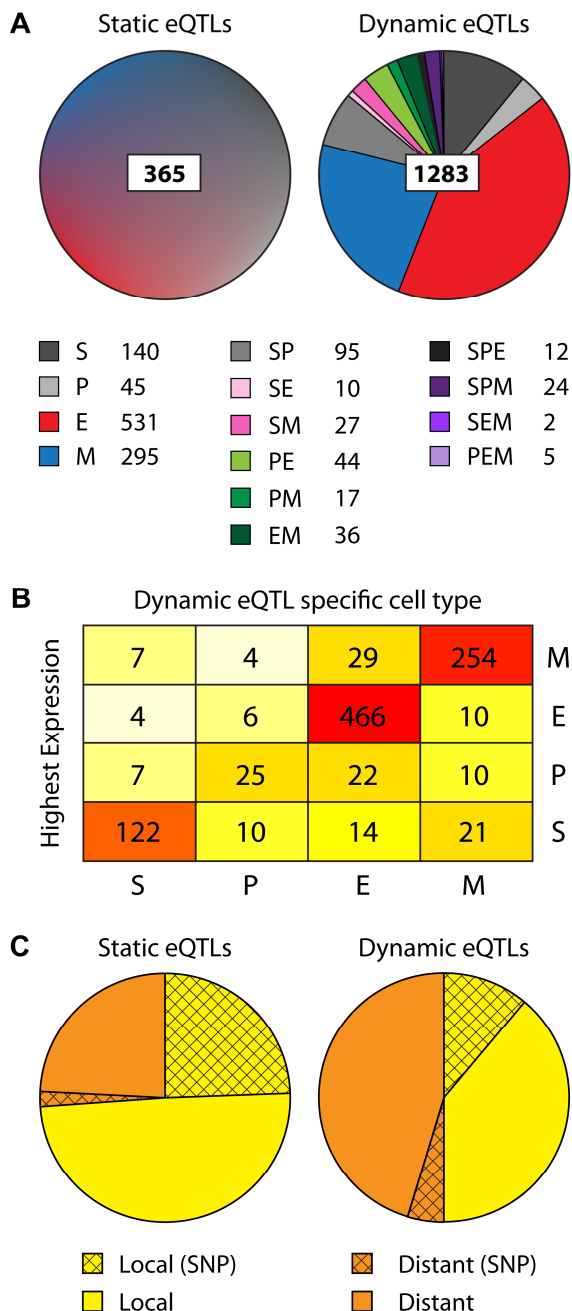 A
Static eQTLs Dynamic eQTLs
365 1283
S 140 SP 95 SPE 12
P 45 SE 10 SPM 24
E 531 SM 27 SEM 2
M 295 PE 44 PEM 5
PM 17
EM 36
B
Dynamic eQTL specific cell type
Highest Expression
7 4 29 254 M
4 6 466 10 E
7 25 22 10 P
122 10 14 21 S
S P E M
C
Static eQTLs Dynamic eQTLs
Local (SNP) Distant (SNP)
Local Distant